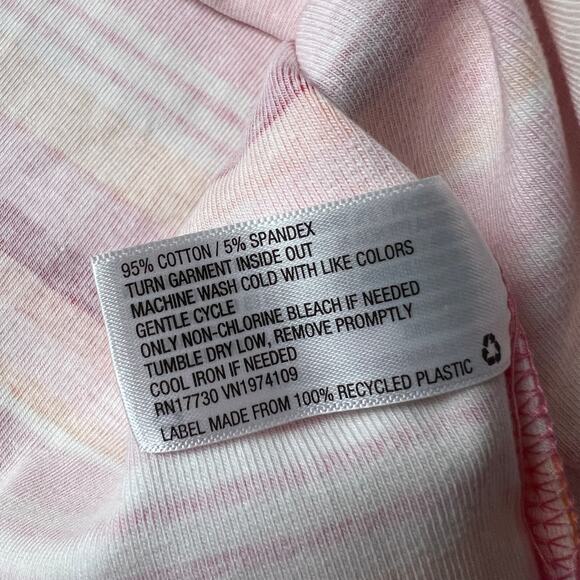 95% COTTON / 5% SPANDEX
TURN GARMENT INSIDE OUT
MACHINE WASH COLD WITH LIKE COLORS
GENTLE CYCLE
ONLY NON-CHLORINE BLEACH IF NEEDED
TUMBLE DRY LOW, REMOVE PROMPTLY
COOL IRON IF NEEDED
RN17730 VN1974109
LABEL MADE FROM 100% RECYCLED PLASTIC